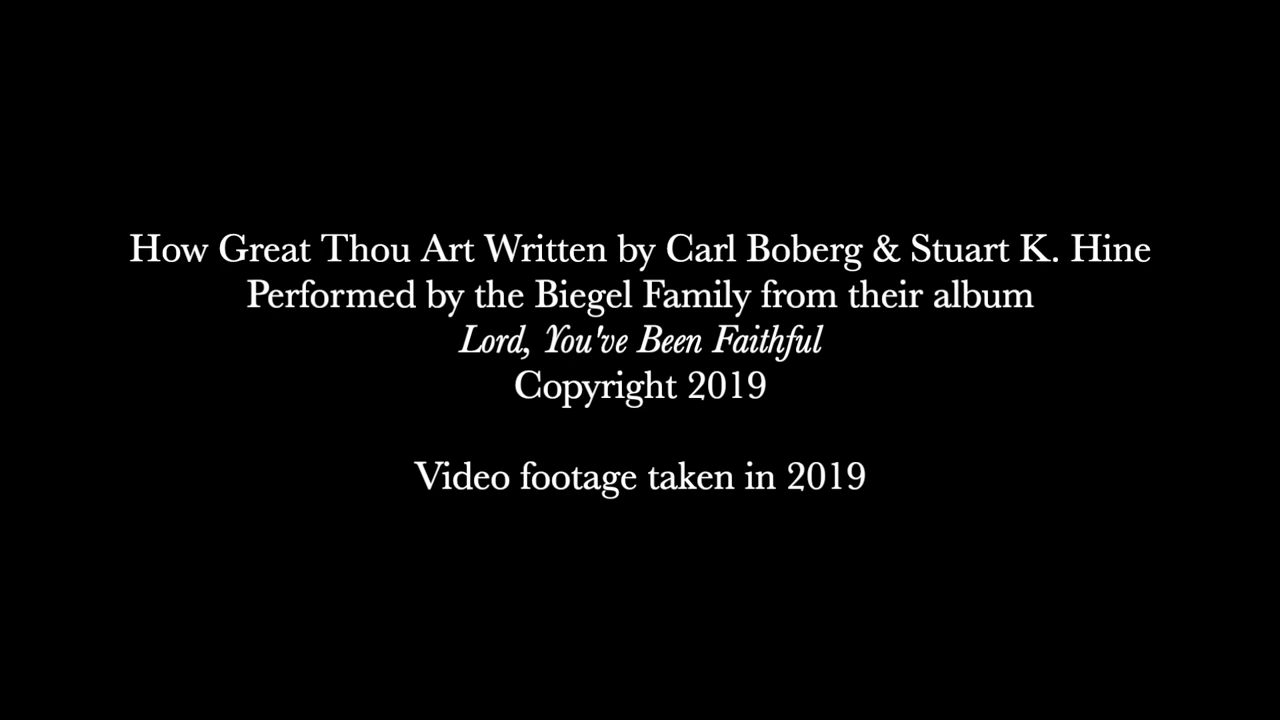 How Great Thou Art Written by Carl Boberg & Stuart K. Hine
Performed by the Biegel Family from their album
Lord, You've Been Faithful
Copyright 2019
Video footage taken in 2019